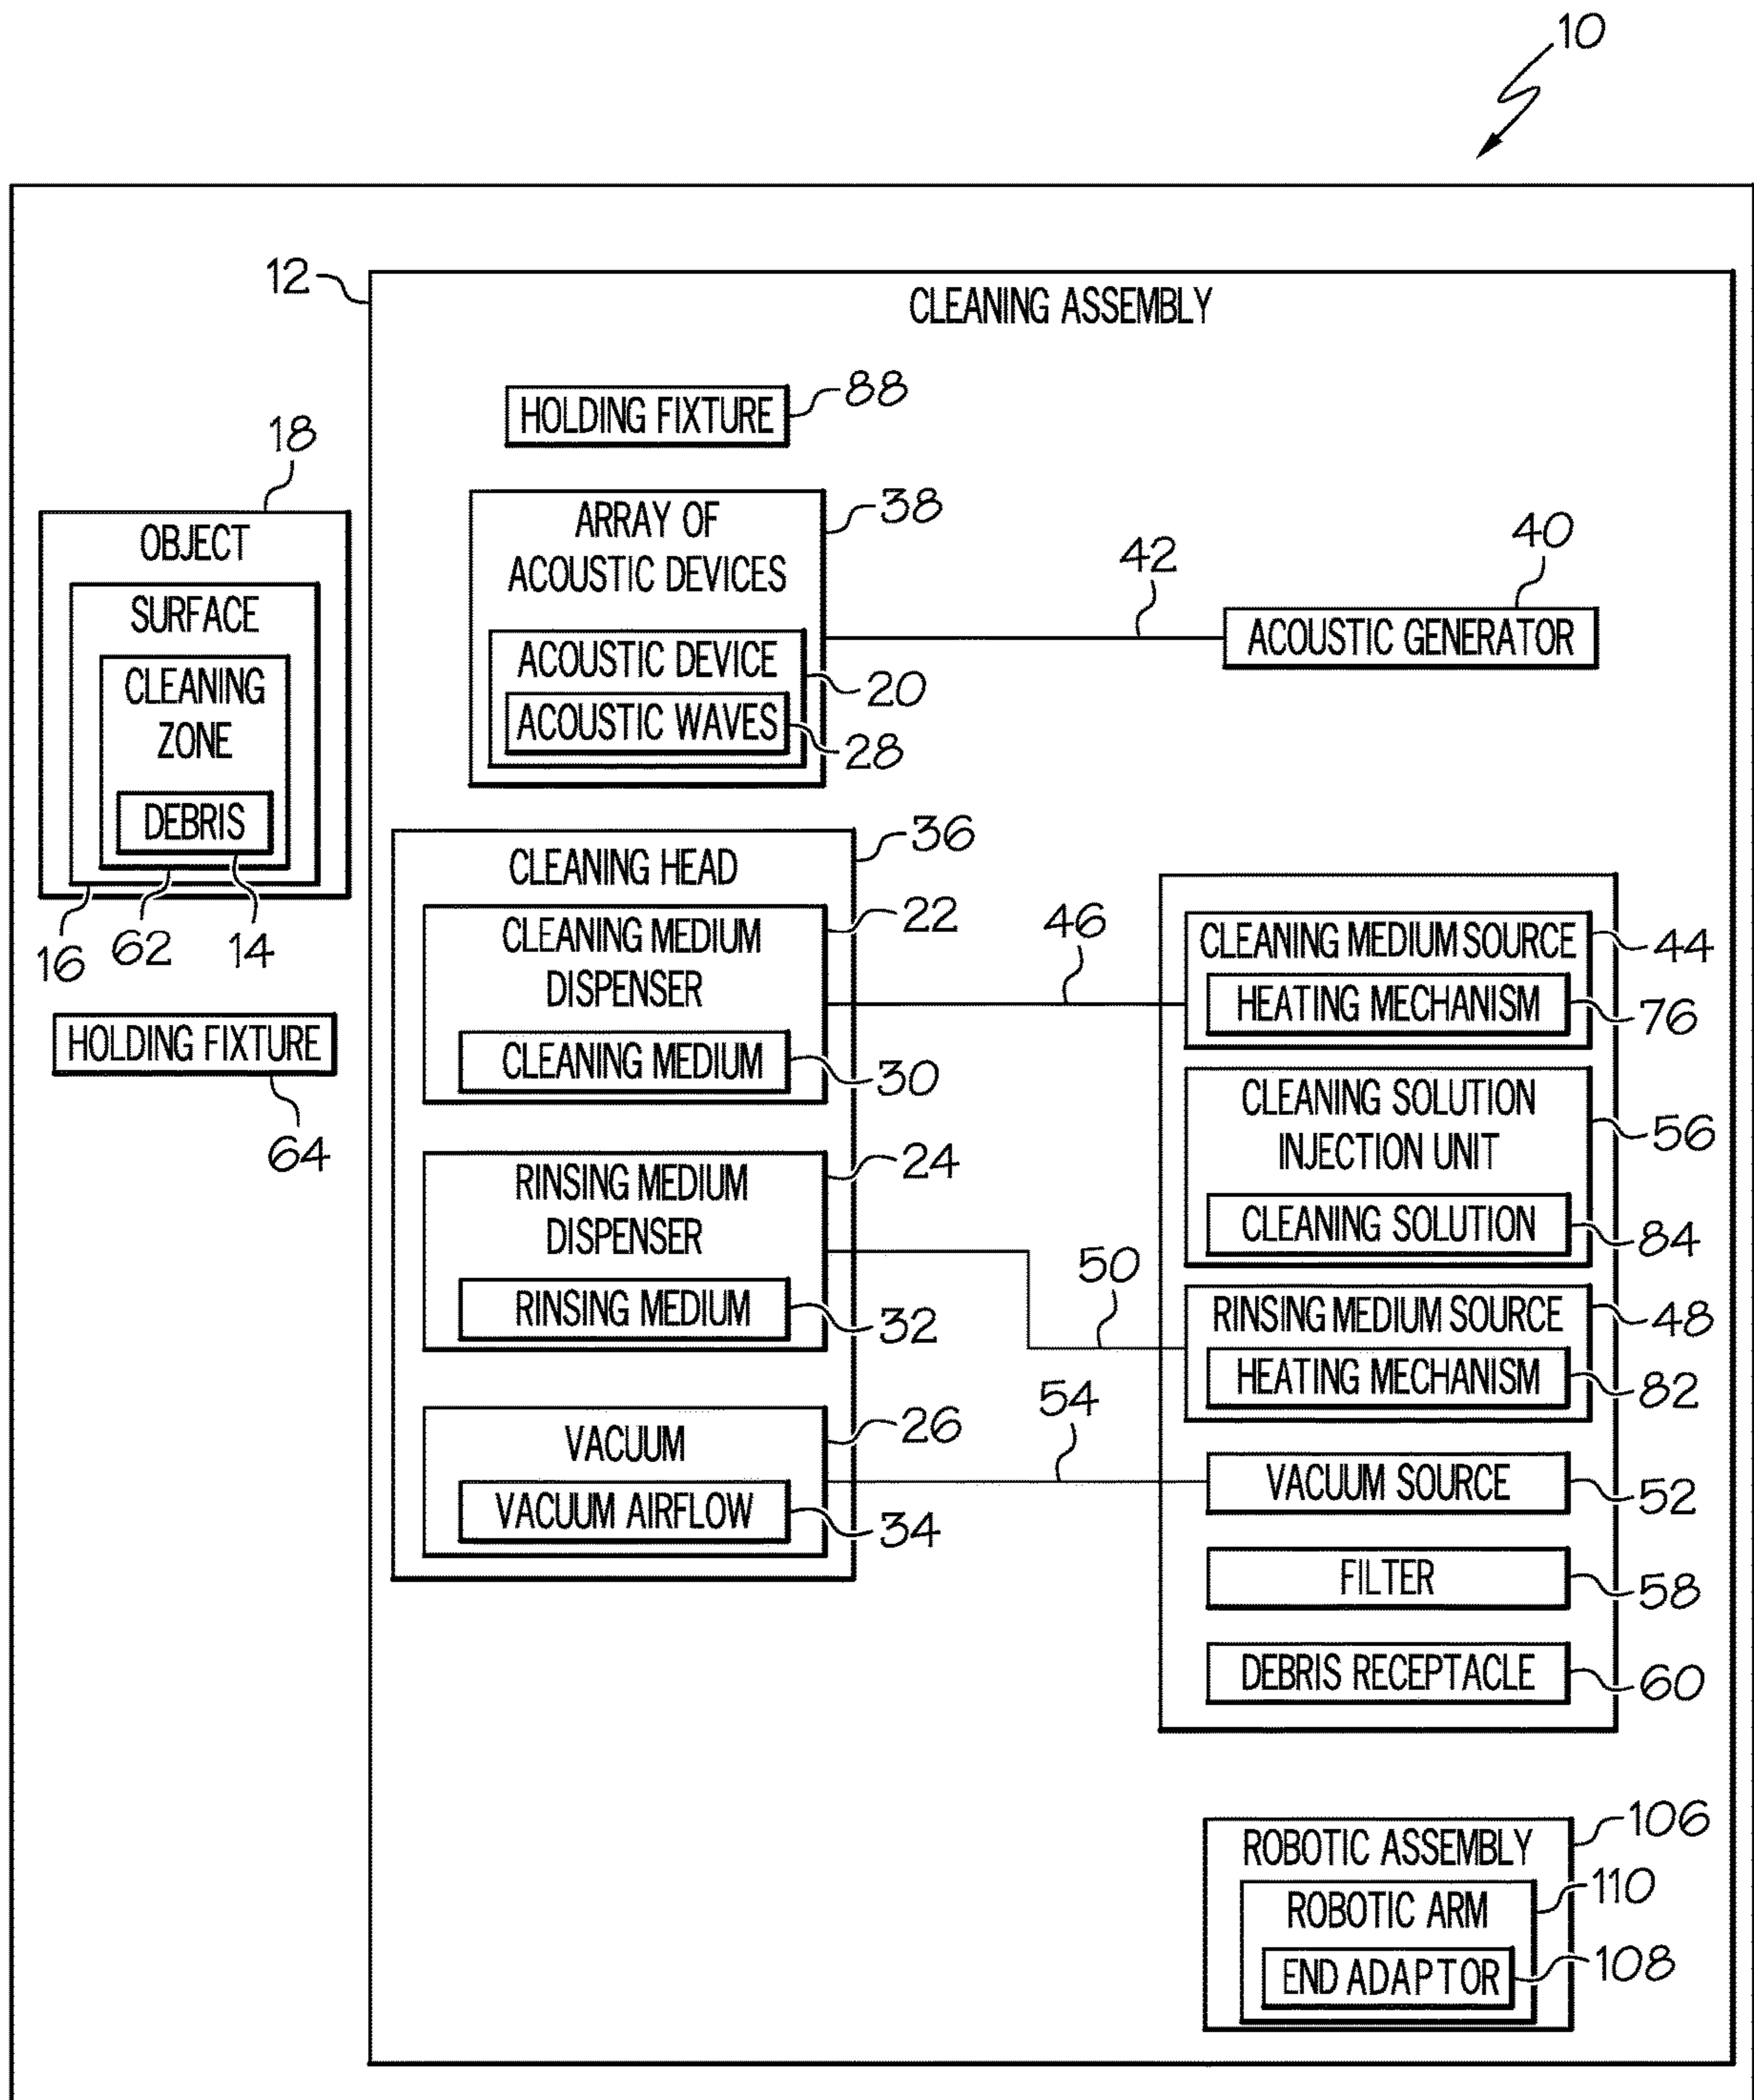 10
12
CLEANING ASSEMBLY
HOLDING FIXTURE
88
18
OBJECT
SURFACE
CLEANING
ZONE
DEBRIS
16
62
14
HOLDING FIXTURE
64
ARRAY OF
ACOUSTIC DEVICES
38
ACOUSTIC DEVICE
20
ACOUSTIC WAVES
28
42
40
ACOUSTIC GENERATOR
CLEANING HEAD
36
CLEANING MEDIUM
DISPENSER
22
CLEANING MEDIUM
30
RINSING MEDIUM
DISPENSER
24
RINSING MEDIUM
32
VACUUM
26
VACUUM AIRFLOW
34
46
50
54
CLEANING MEDIUM SOURCE
44
HEATING MECHANISM
76
CLEANING SOLUTION
INJECTION UNIT
56
CLEANING SOLUTION
84
RINSING MEDIUM SOURCE
48
HEATING MECHANISM
82
VACUUM SOURCE
52
FILTER
58
DEBRIS RECEPTACLE
60
106
ROBOTIC ASSEMBLY
110
ROBOTIC ARM
END ADAPTOR
108